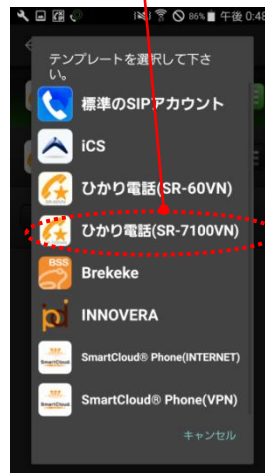 86% 午後 0:48
テンプレートを選択して下さ
い。
標準のSIPアカウント
iCS
ひかり電話(SR-60VN)
ひかり電話(SR-7100VN)
BSS
Brekeke
INNOVERA
SmartCloud
SmartCloud® Phone(INTERNET)
SmartCloud
SmartCloud® Phone(VPN)
キャンセル